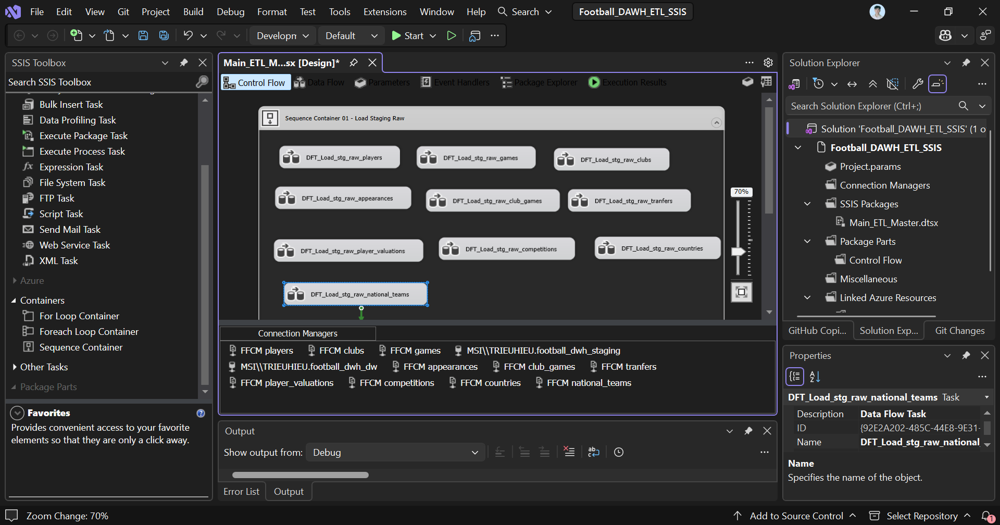 File Edit View Git Project Build Debug Format Test Tools Extensions Window Help Search Football_DAWH_ETL_SSIS
Developm Default Start
SSIS Toolbox
Search SSIS Toolbox
Bulk Insert Task
Data Profiling Task
Execute Package Task
Execute Process Task
Expression Task
File System Task
FTP Task
Script Task
Send Mail Task
Web Service Task
XML Task
Azure
Containers
For Loop Container
Foreach Loop Container
Sequence Container
Other Tasks
Package Parts
Favorites
Provides convenient access to your favorite
elements so that they are only a click away.
Main_ETL_M...sx [Design]*
Control Flow Data Flow Parameters Event Handlers Package Explorer Execution Results
Sequence Container 01 - Load Staging Raw
DFT_Load_stg_raw_players DFT_Load_stg_raw_games DFT_Load_stg_raw_clubs
DFT_Load_stg_raw_appearances DFT_Load_stg_raw_club_games DFT_Load_stg_raw_tranfers
DFT_Load_stg_raw_player_valuations DFT_Load_stg_raw_competitions DFT_Load_stg_raw_countries
DFT_Load_stg_raw_national_teams
70%
Connection Managers
FFCM players FFCM clubs FFCM games MSI\\TRIEUHIEU.football_dwh_staging
MSI\\TRIEUHIEU.football_dwh_dw FFCM appearances FFCM club_games FFCM tranfers
FFCM player_valuations FFCM competitions FFCM countries FFCM national_teams
Output
Show output from: Debug
Error List Output
Solution Explorer
Search Solution Explorer (Ctrl+;)
Solution 'Football_DAWH_ETL_SSIS' (1 o
Football_DAWH_ETL_SSIS
Project.params
Connection Managers
SSIS Packages
Main_ETL_Master.dtsx
Package Parts
Control Flow
Miscellaneous
Linked Azure Resources
GitHub Copi... Solution Exp... Git Changes
Properties
DFT_Load_stg_raw_national_teams Task
Description Data Flow Task
ID {92E2A202-485C-44E8-9E31-
Name DFT_Load_stg_raw_national_
Name
Specifies the name of the object.
Zoom Change: 70% Add to Source Control Select Repository 1